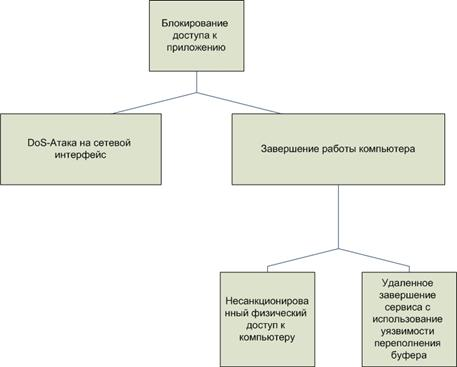 Блокирование
доступа к
приложению
DoS-Атака на сетевой
интерфейс
Завершение работы компьютера
Несанкционирова
нный физический
доступ к
компьютеру
Удаленное
завершение
сервиса с
использование
уязвимости
переполнения
буфера